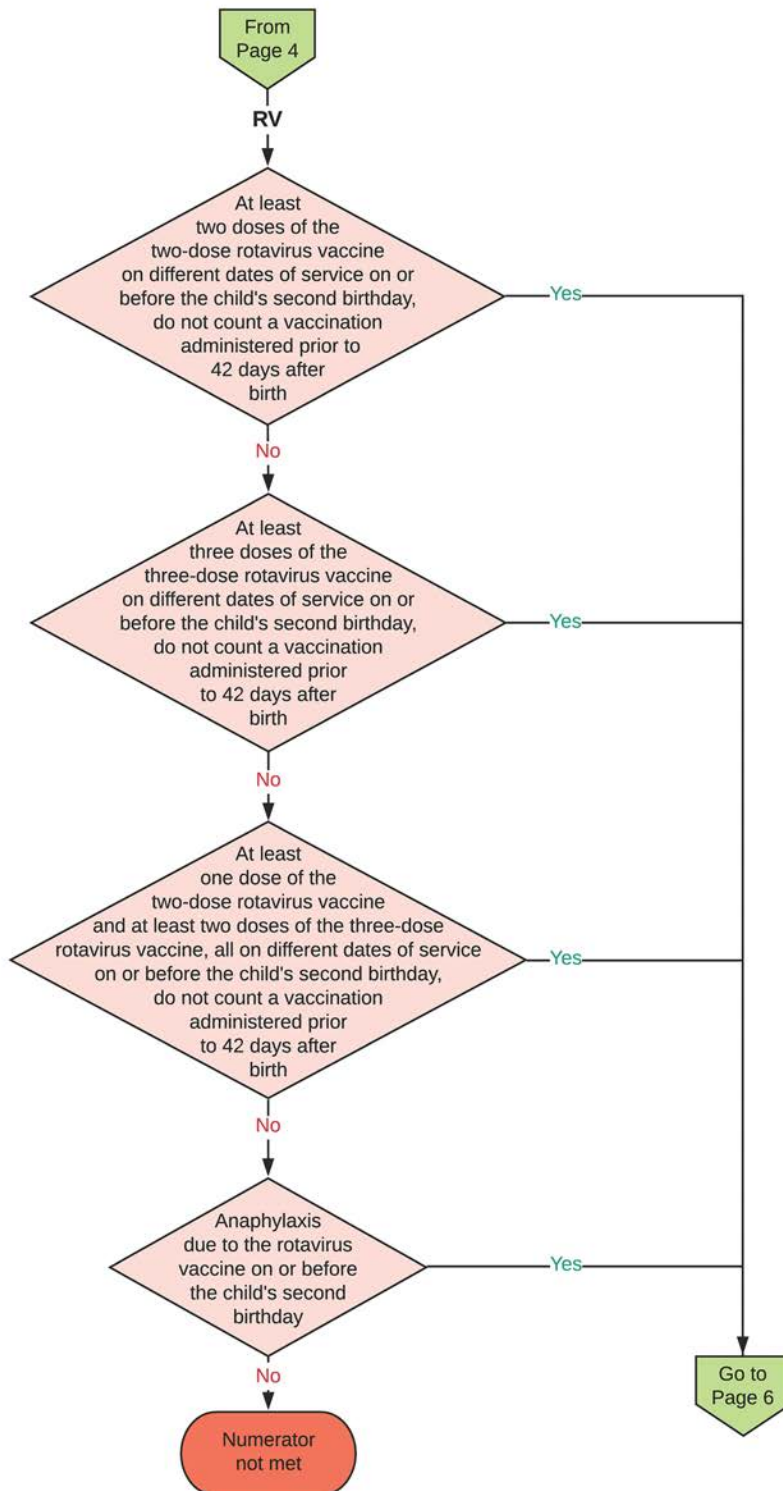 From
Page 4
RV
At least
two doses of the
two-dose rotavirus vaccine
on different dates of service on or
before the child's second birthday,
do not count a vaccination
administered prior to
42 days after
birth
Yes
No
At least
three doses of the
three-dose rotavirus vaccine
on different dates of service on or
before the child's second birthday,
do not count a vaccination
administered prior
to 42 days after
birth
Yes
No
At least
one dose of the
two-dose rotavirus vaccine
and at least two doses of the three-dose
rotavirus vaccine, all on different dates of service
on or before the child's second birthday,
do not count a vaccination
administered prior
to 42 days after
birth
Yes
No
Anaphylaxis
due to the rotavirus
vaccine on or before
the child's second
birthday
Yes
No
Go to
Page 6
Numerator
not met